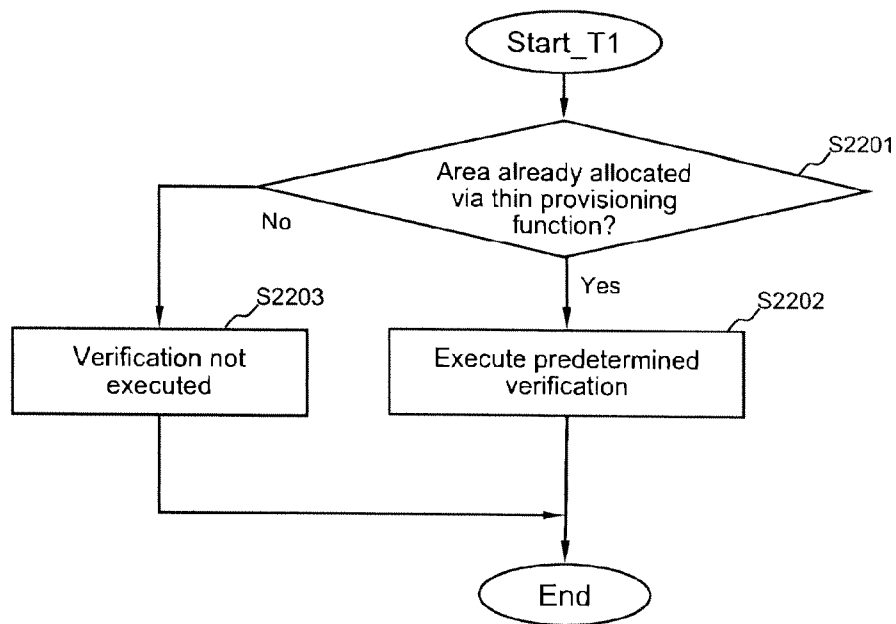 Start_T1
S2201
Area already allocated
via thin provisioning
function?
No
Yes
S2203
S2202
Verification not
executed
Execute predetermined
verification
End